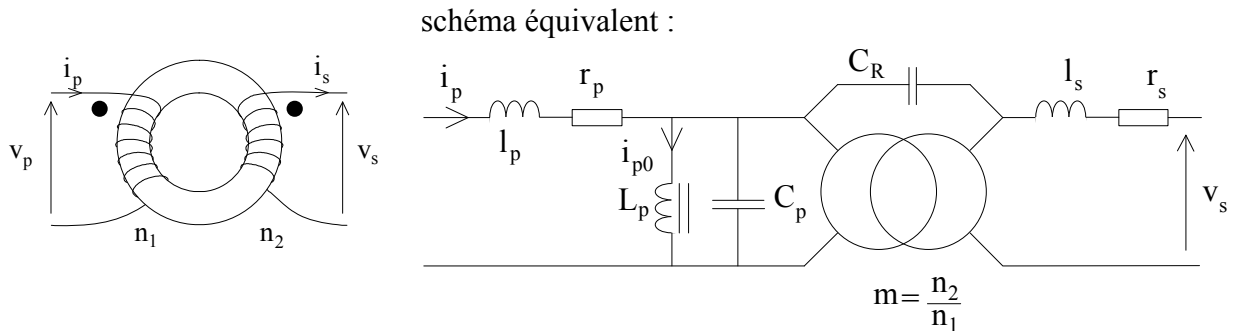 schéma équivalent :
i_p
i_s
v_p
v_s
n_1
n_2
i_p
r_p
l_p
i_p0
L_p
C_p
C_R
l_s
r_s
v_s
m = n_2 / n_1